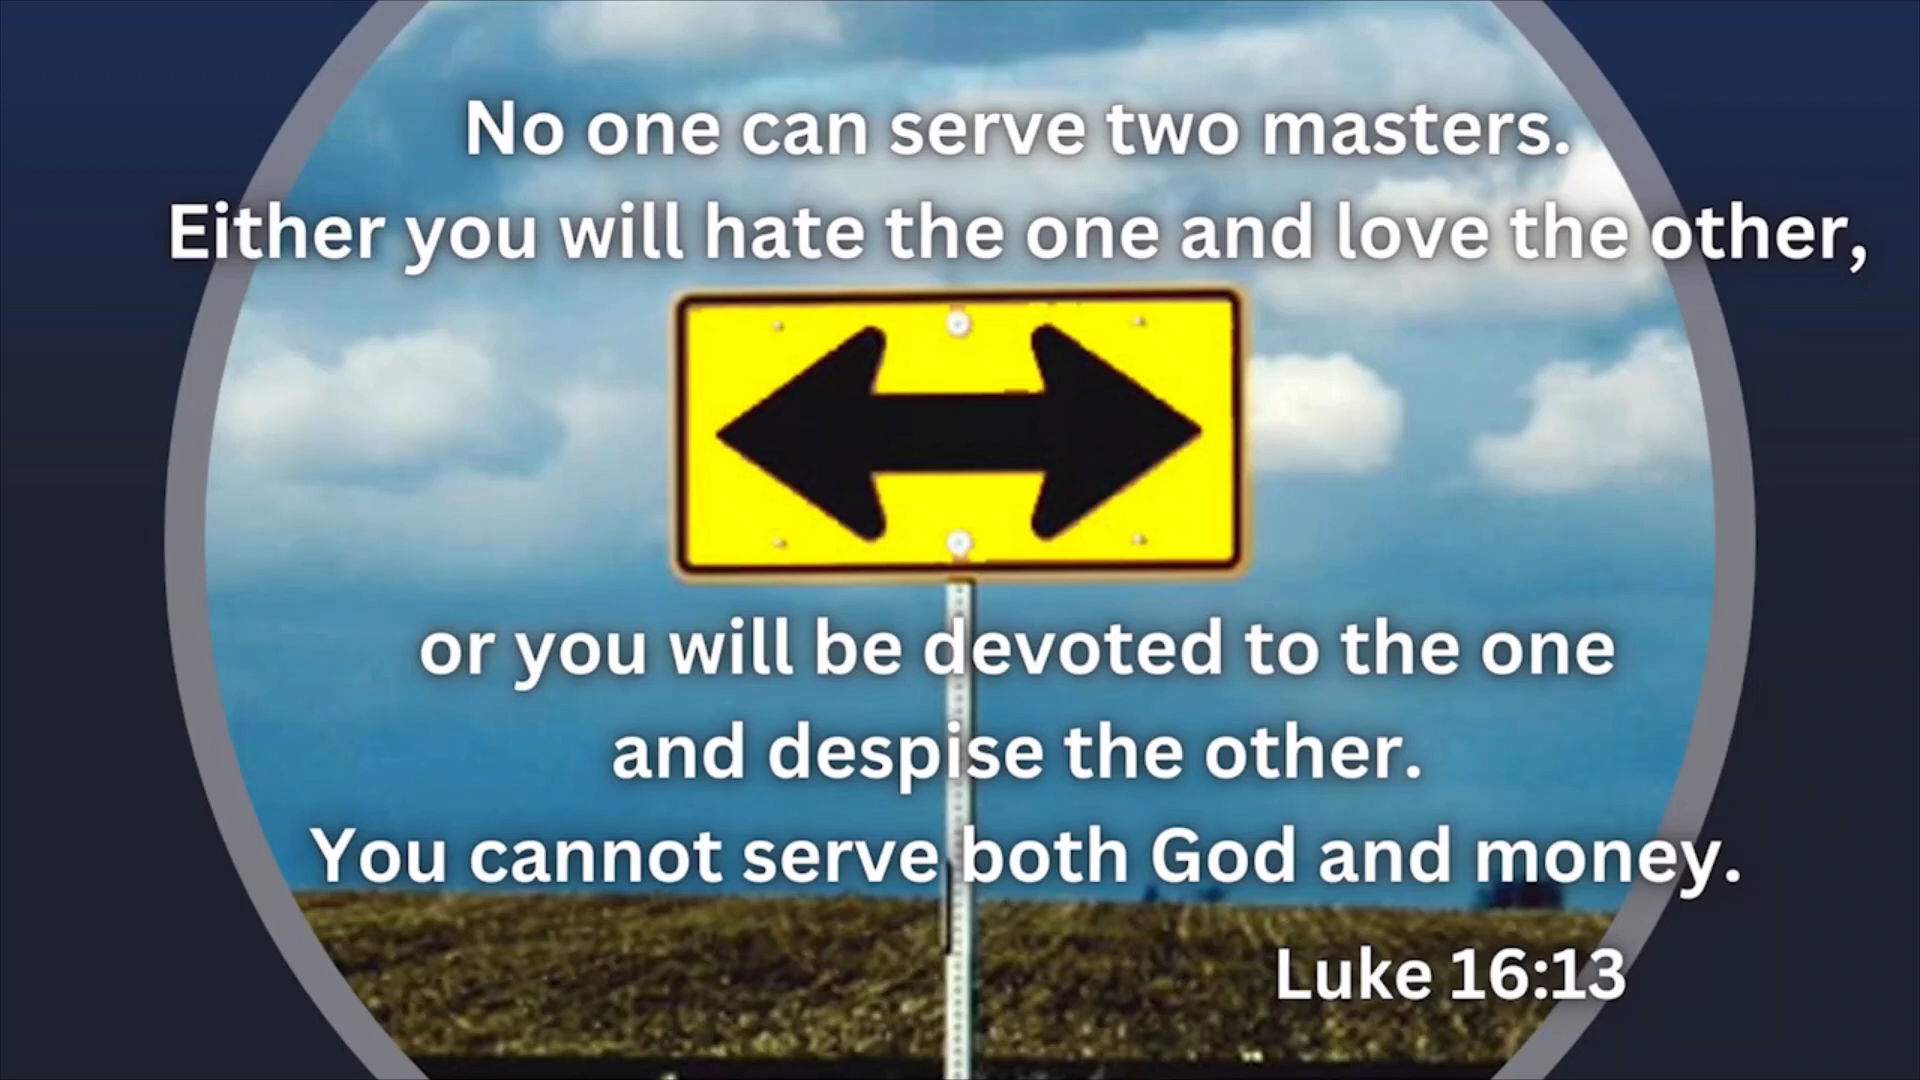 No one can serve two masters.
Either you will hate the one and love the other,
or you will be devoted to the one
and despise the other.
You cannot serve both God and money.
Luke 16:13